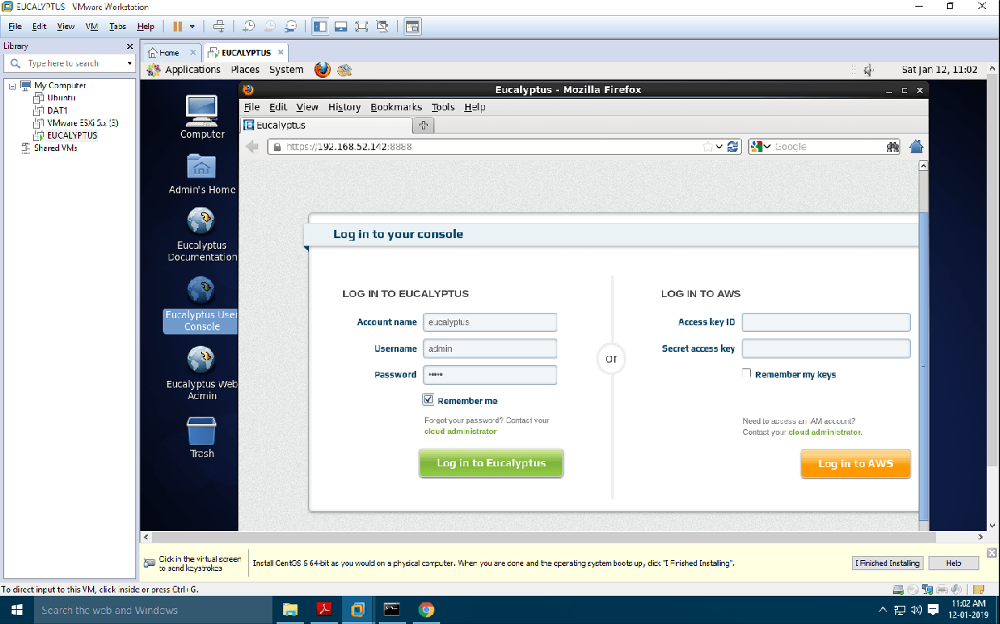 EUCALYPTUS - VMware Workstation
File Edit View VM Tabs Help
Library
Type here to search
My Computer
Ubuntu
DAT1
VMware ESXi 5.x (3)
EUCALYPTUS
Shared VMs
Home
EUCALYPTUS
Applications Places System
Sat Jan 12, 11:02
Computer
Admin's Home
Eucalyptus
Documentation
Eucalyptus User
Console
Eucalyptus Web
Admin
Trash
Eucalyptus - Mozilla Firefox
File Edit View History Bookmarks Tools Help
Eucalyptus
https://192.168.52.142:8888
Google
Log in to your console
LOG IN TO EUCALYPTUS
Account name eucalyptus
Username admin
Password •••••
Remember me
Forgot your password? Contact your
cloud administrator
Log in to Eucalyptus
or
LOG IN TO AWS
Access key ID
Secret access key
Remember my keys
Need to access an IAM account?
Contact your cloud administrator.
Log in to AWS
Click in the virtual screen
to send keystrokes
Install CentOS 6 64-bit as you would on a physical computer. When you are done and the operating system boots up, click "I Finished Installing".
I Finished Installing
Help
To direct input to this VM, click inside or press Ctrl+G.
Search the web and Windows
11:02 AM
12-01-2019